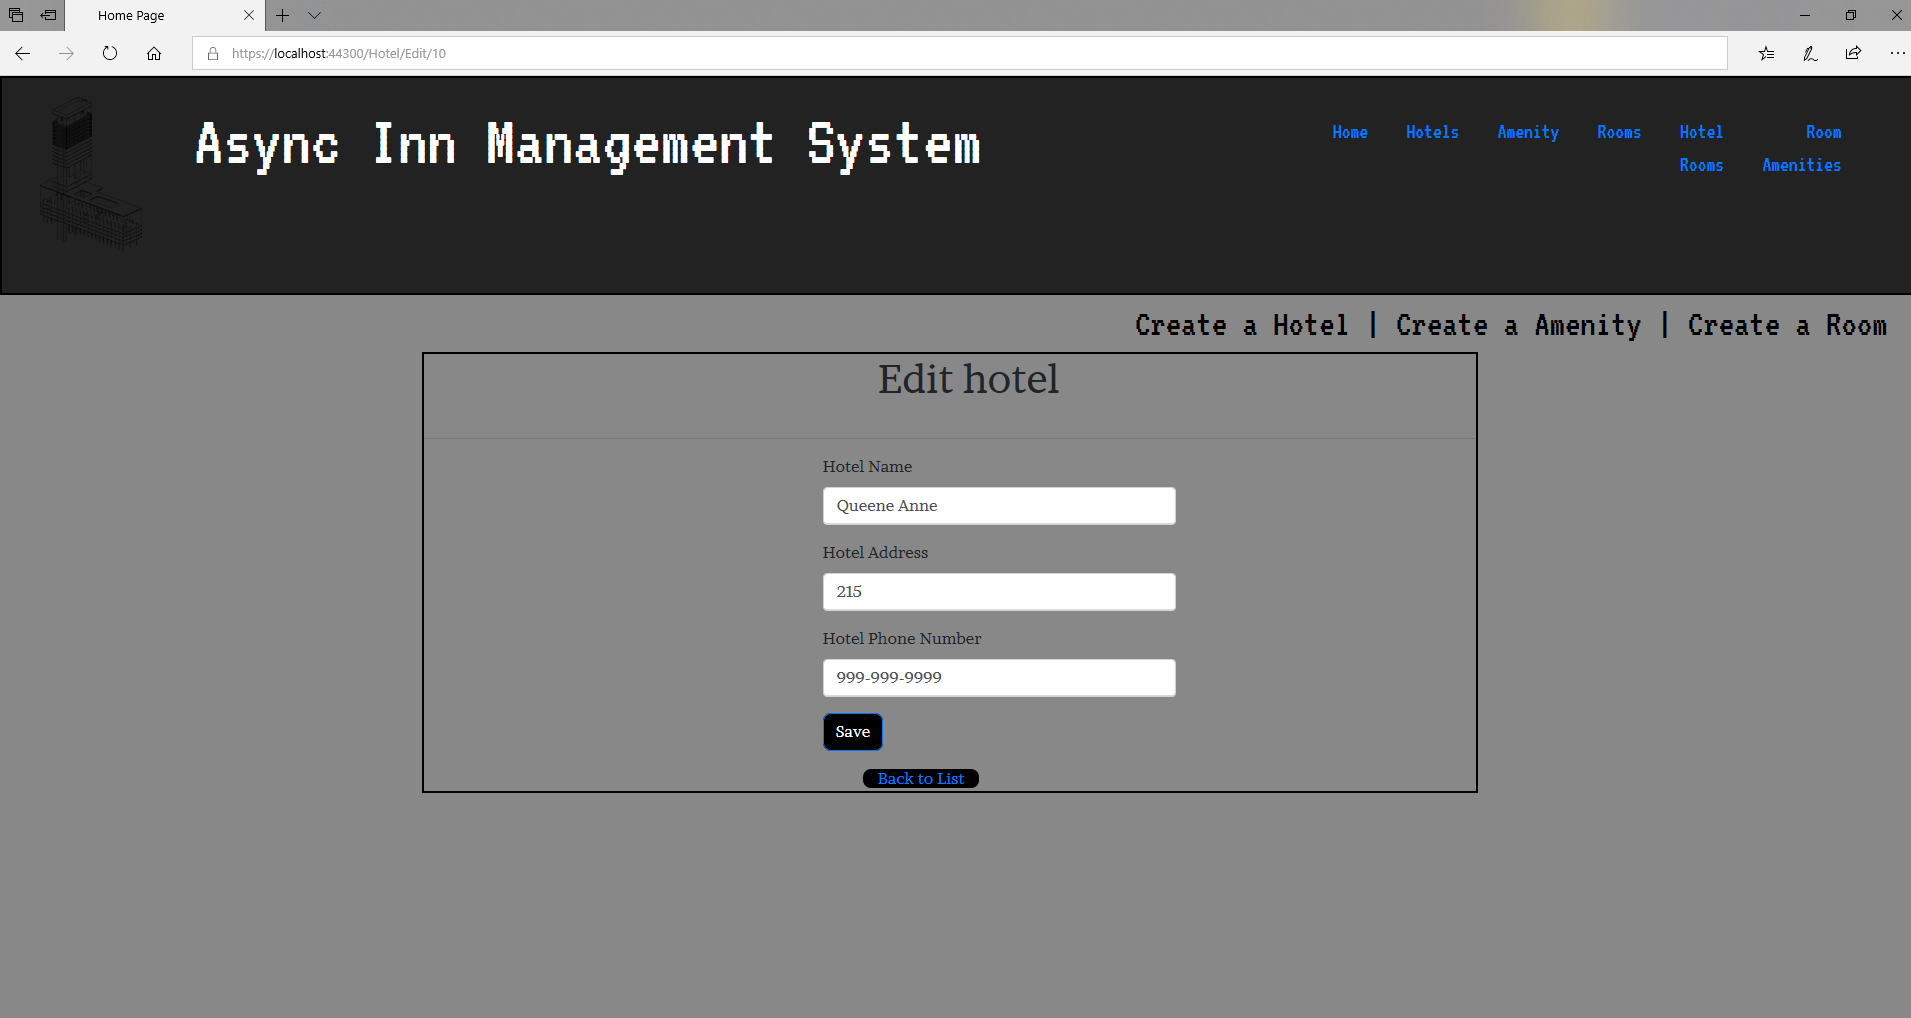 Home Page
https://localhost:44300/Hotel/Edit/10
Async Inn Management System
Home Hotels Amenity Rooms Hotel Rooms Room Amenities
Create a Hotel | Create a Amenity | Create a Room
Edit hotel
Hotel Name
Queene Anne
Hotel Address
215
Hotel Phone Number
999-999-9999
Save
Back to List